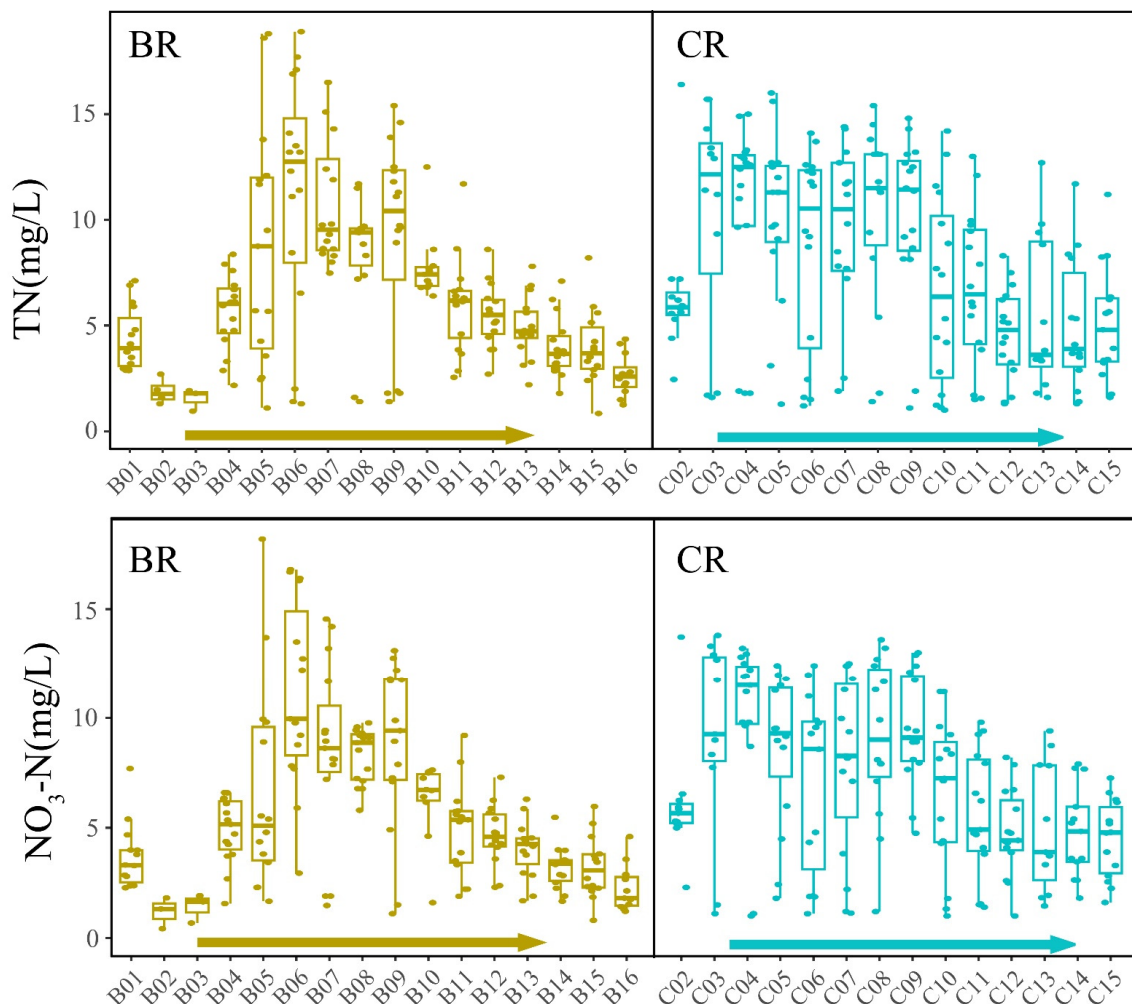 BR
CR
TN(mg/L)
15
10
5
0
B01 B02 B03 B04 B05 B06 B07 B08 B09 B10 B11 B12 B13 B14 B15 B16
C02 C03 C04 C05 C06 C07 C08 C09 C10 C11 C12 C13 C14 C15
BR
CR
NO₃-N(mg/L)
15
10
5
0
B01 B02 B03 B04 B05 B06 B07 B08 B09 B10 B11 B12 B13 B14 B15 B16
C02 C03 C04 C05 C06 C07 C08 C09 C10 C11 C12 C13 C14 C15